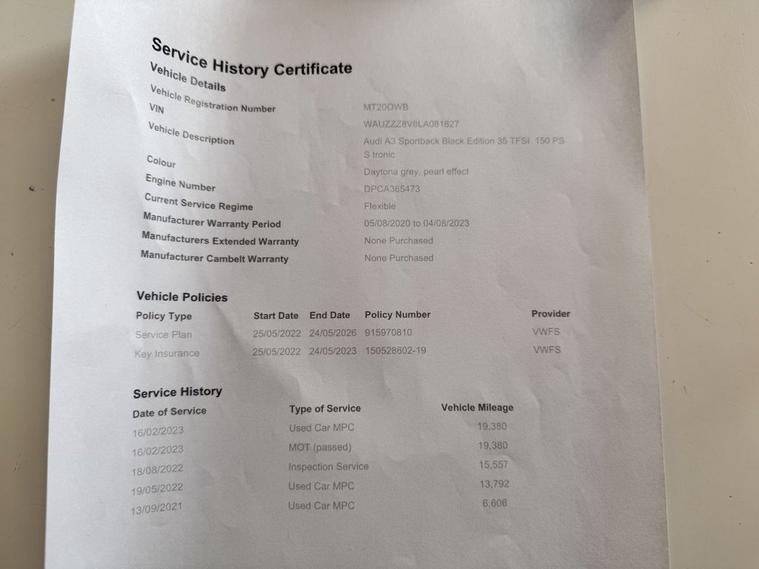 Service History Certificate
Vehicle Details
Vehicle Registration Number MT20OWB
VIN WAUZZZ8V8LA081827
Vehicle Description Audi A3 Sportback Black Edition 35 TFSI 150 PS
S tronic
Colour Daytona grey, pearl effect
Engine Number DPCA365473
Current Service Regime Flexible
Manufacturer Warranty Period 05/08/2020 to 04/08/2023
Manufacturers Extended Warranty None Purchased
Manufacturer Cambelt Warranty None Purchased
Vehicle Policies
Policy Type Start Date End Date Policy Number Provider
Service Plan 25/05/2022 24/05/2026 915970810 VWFS
Key Insurance 25/05/2022 24/05/2023 150528602-19 VWFS
Service History
Date of Service Type of Service Vehicle Mileage
16/02/2023 Used Car MPC 19,380
16/02/2023 MOT (passed) 19,380
18/08/2022 Inspection Service 15,557
19/05/2022 Used Car MPC 13,792
13/09/2021 Used Car MPC 6,606